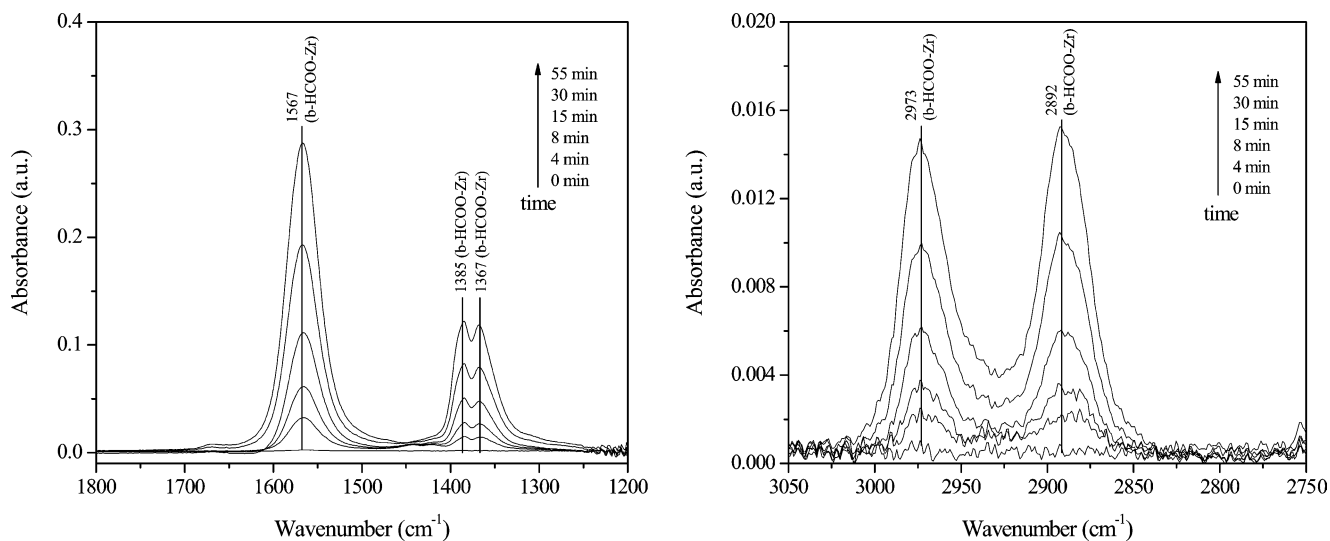 0.4
0.3
0.2
0.1
0.0
Absorbance (a.u.)
1567
(b-HCOO-Zr)
1385 (b-HCOO-Zr)
1367 (b-HCOO-Zr)
55 min
30 min
15 min
8 min
4 min
0 min
time
1800
1700
1600
1500
1400
1300
1200
Wavenumber (cm⁻¹)
0.020
0.016
0.012
0.008
0.004
0.000
Absorbance (a.u.)
2973
(b-HCOO-Zr)
2892
(b-HCOO-Zr)
55 min
30 min
15 min
8 min
4 min
0 min
time
3050
3000
2950
2900
2850
2800
2750
Wavenumber (cm⁻¹)